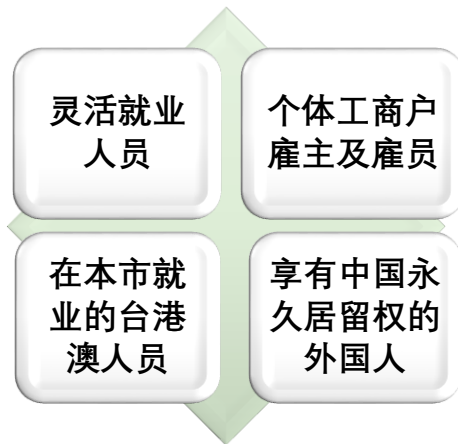 灵活就业
人员
个体工商户
雇主及雇员
在本市就
业的台港
澳人员
享有中国永
久居留权的
外国人